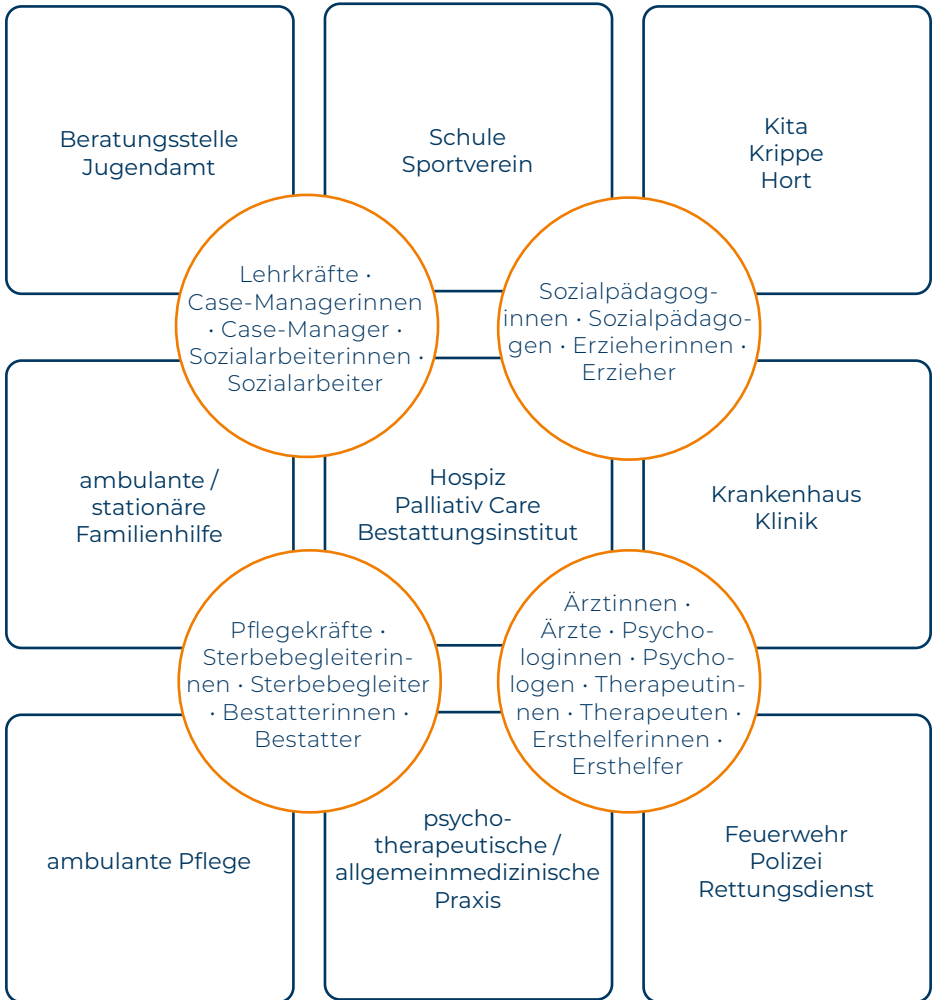 Beratungsstelle
Jugendamt
Schule
Sportverein
Kita
Krippe
Hort
Lehrkräfte ·
Case-Managerinnen
· Case-Manager ·
Sozialarbeiterinnen ·
Sozialarbeiter
Sozialpädagog-
innen · Sozialpädago-
gen · Erzieherinnen ·
Erzieher
ambulante /
stationäre
Familienhilfe
Hospiz
Palliativ Care
Bestattungsinstitut
Krankenhaus
Klinik
Pflegekräfte ·
Sterbebegleiterin-
nen · Sterbebegleiter
· Bestatterinnen ·
Bestatter
Ärztinnen ·
Ärzte · Psycho-
loginnen · Psycho-
logen · Therapeutin-
nen · Therapeuten ·
Ersthelferinnen ·
Ersthelfer
ambulante Pflege
psycho-
therapeutische /
allgemeinmedizinische
Praxis
Feuerwehr
Polizei
Rettungsdienst